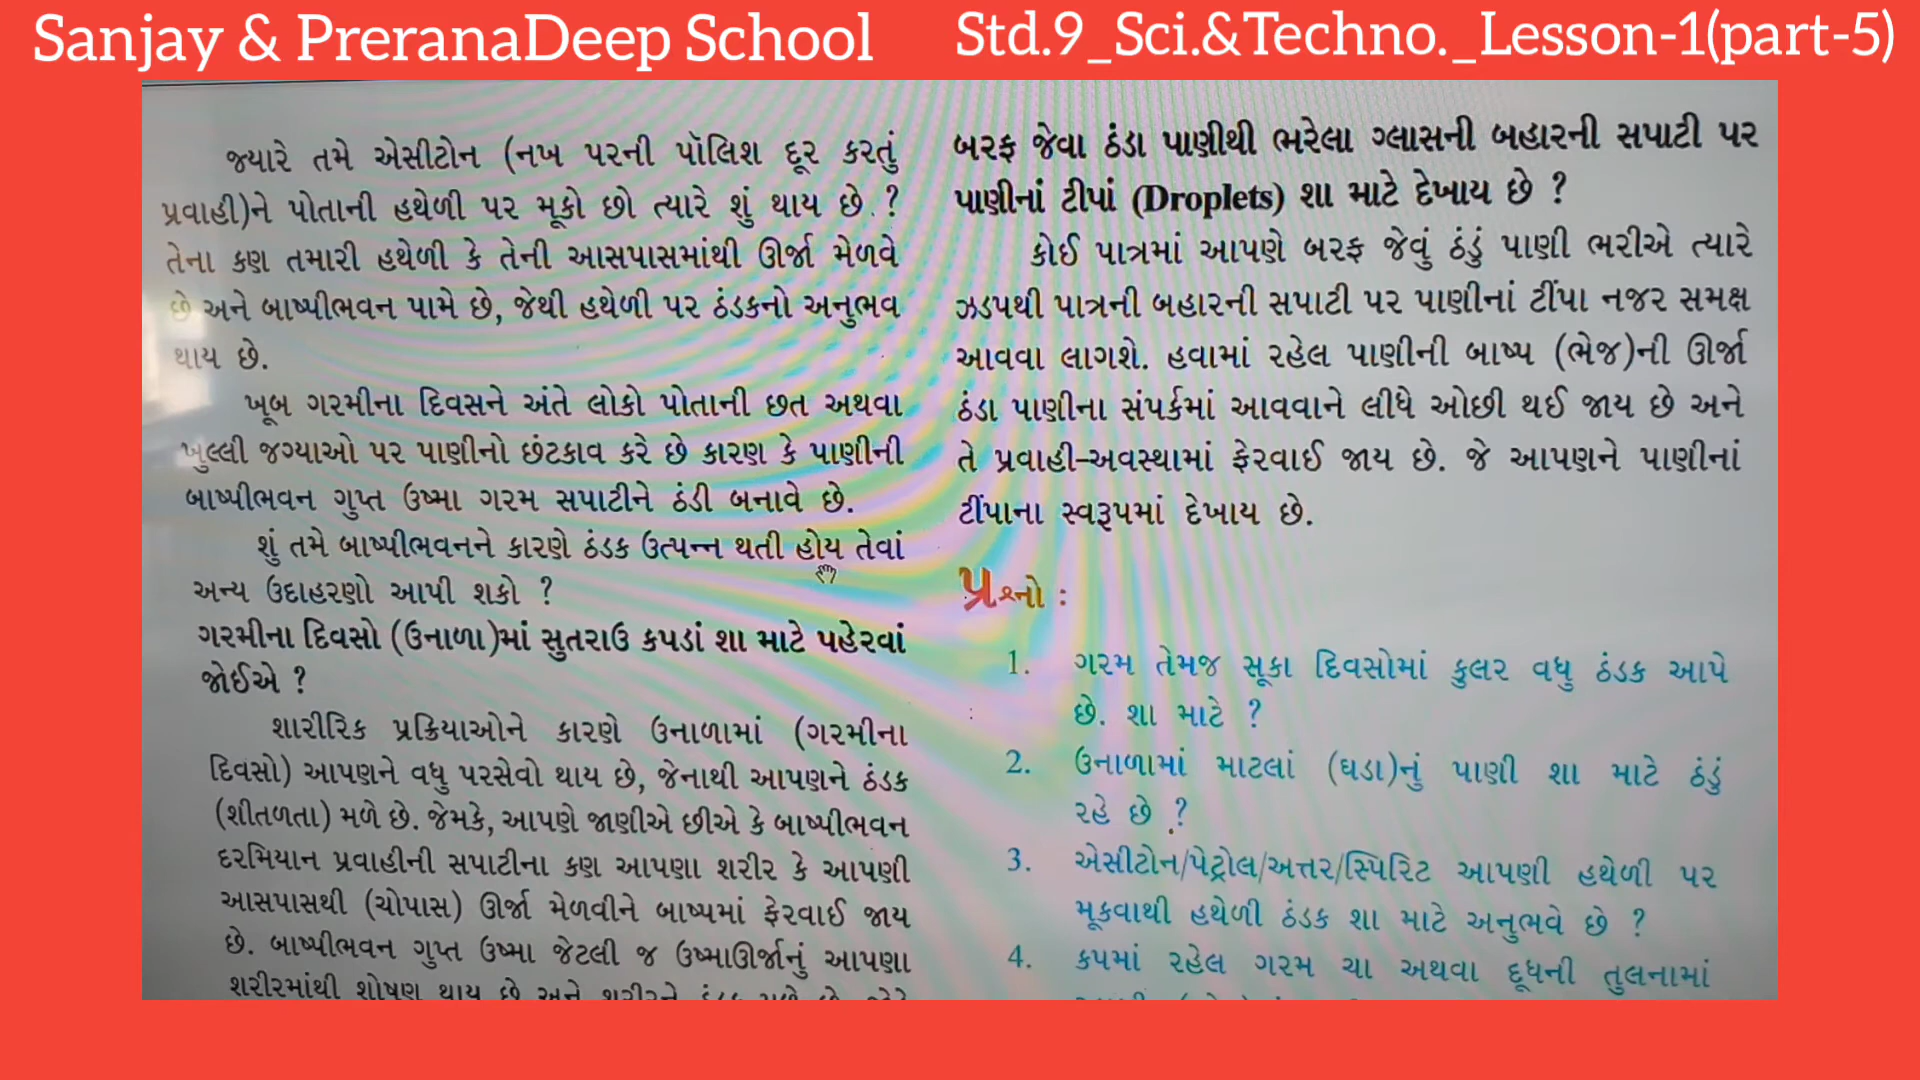 Sanjay & PreranaDeep School
Std.9_Sci.&Techno._Lesson-1(part-5)
જ્યારે તમે એસીટોન (નખ પરની પૉલિશ દૂર કરતું
પ્રવાહી)ને પોતાની હથેળી પર મૂકો છો ત્યારે શું થાય છે ?
તેના કણ તમારી હથેળી કે તેની આસપાસમાંથી ઊર્જા મેળવે
છે અને બાષ્પીભવન પામે છે, જેથી હથેળી પર ઠંડકનો અનુભવ
થાય છે.
ખૂબ ગરમીના દિવસને અંતે લોકો પોતાની છત અથવા
ખુલ્લી જગ્યાઓ પર પાણીનો છંટકાવ કરે છે કારણ કે પાણીની
બાષ્પીભવન ગુપ્ત ઉષ્મા ગરમ સપાટીને ઠંડી બનાવે છે.
શું તમે બાષ્પીભવનને કારણે ઠંડક ઉત્પન્ન થતી હોય તેવાં
અન્ય ઉદાહરણો આપી શકો ?
ગરમીના દિવસો (ઉનાળા)માં સુતરાઉ કપડાં શા માટે પહેરવાં
જોઈએ ?
શારીરિક પ્રક્રિયાઓને કારણે ઉનાળામાં (ગરમીના
દિવસો) આપણને વધુ પરસેવો થાય છે, જેનાથી આપણને ઠંડક
(શીતળતા) મળે છે. જેમકે, આપણે જાણીએ છીએ કે બાષ્પીભવન
દરમિયાન પ્રવાહીની સપાટીના કણ આપણા શરીર કે આપણી
આસપાસથી (ચોપાસ) ઊર્જા મેળવીને બાષ્પમાં ફેરવાઈ જાય
છે. બાષ્પીભવન ગુપ્ત ઉષ્મા જેટલી જ ઉષ્માઊર્જાનું આપણા
શરીરમાંથી શોષણ થાય છે અને શરીરને
બરફ જેવા ઠંડા પાણીથી ભરેલા ગ્લાસની બહારની સપાટી પર
પાણીનાં ટીપાં (Droplets) શા માટે દેખાય છે ?
કોઈ પાત્રમાં આપણે બરફ જેવું ઠંડું પાણી ભરીએ ત્યારે
ઝડપથી પાત્રની બહારની સપાટી પર પાણીનાં ટીંપા નજર સમક્ષ
આવવા લાગશે. હવામાં રહેલ પાણીની બાષ્પ (ભેજ)ની ઊર્જા
ઠંડા પાણીના સંપર્કમાં આવવાને લીધે ઓછી થઈ જાય છે અને
તે પ્રવાહી-અવસ્થામાં ફેરવાઈ જાય છે. જે આપણને પાણીનાં
ટીંપાના સ્વરૂપમાં દેખાય છે.
પ્રશ્નો :
1. ગરમ તેમજ સૂકા દિવસોમાં કુલર વધુ ઠંડક આપે
છે. શા માટે ?
2. ઉનાળામાં માટલાં (ઘડા)નું પાણી શા માટે ઠંડું
રહે છે ?
3. એસીટોન/પેટ્રોલ/અત્તર/સ્પિરિટ આપણી હથેળી પર
મૂકવાથી હથેળી ઠંડક શા માટે અનુભવે છે ?
4. કપમાં રહેલ ગરમ ચા અથવા દૂધની તુલનામાં